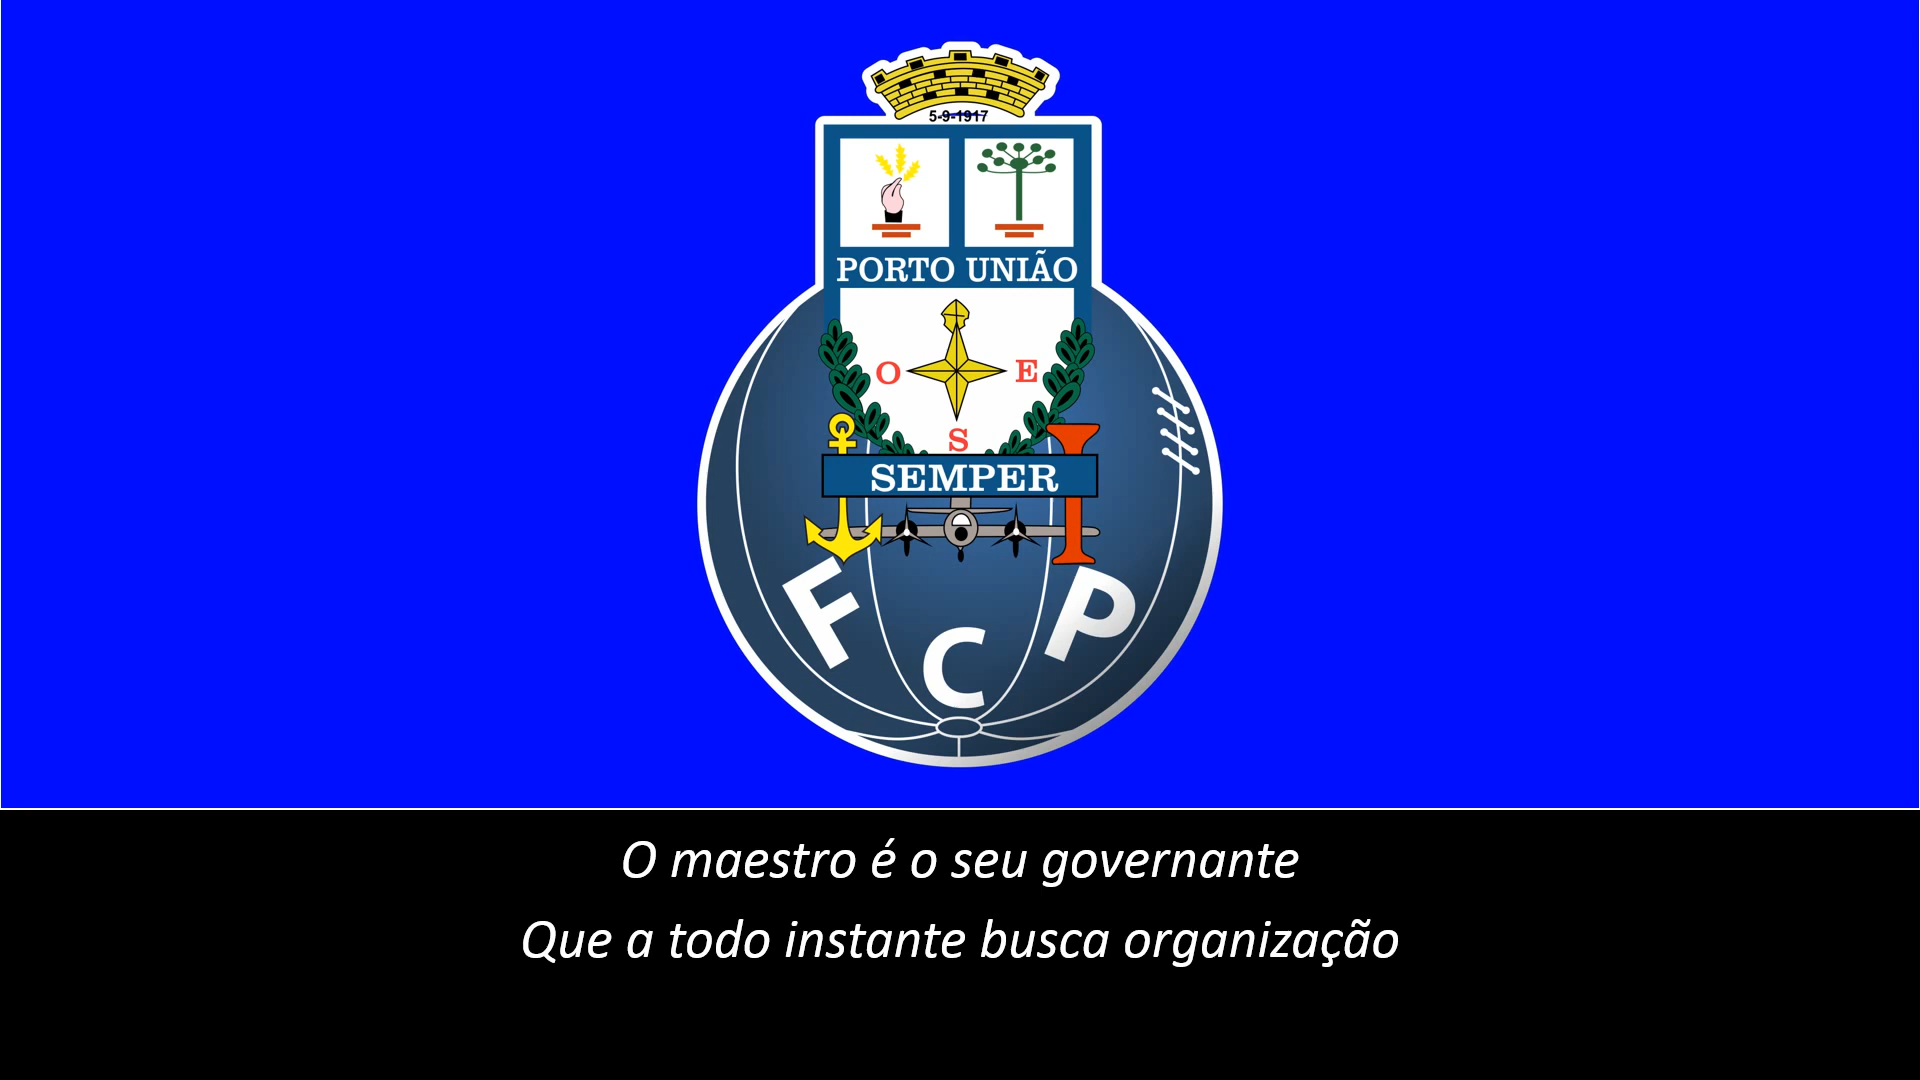 5-9-1917
PORTO UNIÃO
O E
S
SEMPER
F C P
O maestro é o seu governante
Que a todo instante busca organização